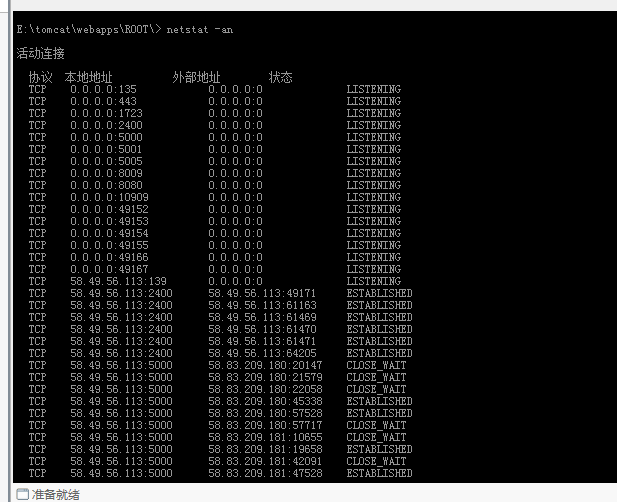 E:\tomcat\webapps\ROOT\> netstat -an
活动连接
协议 本地地址 外部地址 状态
TCP 0.0.0.0:135 0.0.0.0:0 LISTENING
TCP 0.0.0.0:443 0.0.0.0:0 LISTENING
TCP 0.0.0.0:1723 0.0.0.0:0 LISTENING
TCP 0.0.0.0:2400 0.0.0.0:0 LISTENING
TCP 0.0.0.0:5000 0.0.0.0:0 LISTENING
TCP 0.0.0.0:5001 0.0.0.0:0 LISTENING
TCP 0.0.0.0:5005 0.0.0.0:0 LISTENING
TCP 0.0.0.0:8009 0.0.0.0:0 LISTENING
TCP 0.0.0.0:8080 0.0.0.0:0 LISTENING
TCP 0.0.0.0:10909 0.0.0.0:0 LISTENING
TCP 0.0.0.0:49152 0.0.0.0:0 LISTENING
TCP 0.0.0.0:49153 0.0.0.0:0 LISTENING
TCP 0.0.0.0:49154 0.0.0.0:0 LISTENING
TCP 0.0.0.0:49155 0.0.0.0:0 LISTENING
TCP 0.0.0.0:49166 0.0.0.0:0 LISTENING
TCP 0.0.0.0:49167 0.0.0.0:0 LISTENING
TCP 58.49.56.113:139 0.0.0.0:0 LISTENING
TCP 58.49.56.113:2400 58.49.56.113:49171 ESTABLISHED
TCP 58.49.56.113:2400 58.49.56.113:61163 ESTABLISHED
TCP 58.49.56.113:2400 58.49.56.113:61469 ESTABLISHED
TCP 58.49.56.113:2400 58.49.56.113:61470 ESTABLISHED
TCP 58.49.56.113:2400 58.49.56.113:61471 ESTABLISHED
TCP 58.49.56.113:2400 58.49.56.113:64205 ESTABLISHED
TCP 58.49.56.113:5000 58.83.209.180:20147 CLOSE_WAIT
TCP 58.49.56.113:5000 58.83.209.180:21579 CLOSE_WAIT
TCP 58.49.56.113:5000 58.83.209.180:22058 CLOSE_WAIT
TCP 58.49.56.113:5000 58.83.209.180:45338 ESTABLISHED
TCP 58.49.56.113:5000 58.83.209.180:57528 ESTABLISHED
TCP 58.49.56.113:5000 58.83.209.180:57717 CLOSE_WAIT
TCP 58.49.56.113:5000 58.83.209.181:10655 CLOSE_WAIT
TCP 58.49.56.113:5000 58.83.209.181:19658 ESTABLISHED
TCP 58.49.56.113:5000 58.83.209.181:42091 CLOSE_WAIT
TCP 58.49.56.113:5000 58.83.209.181:47528 ESTABLISHED
准备就绪